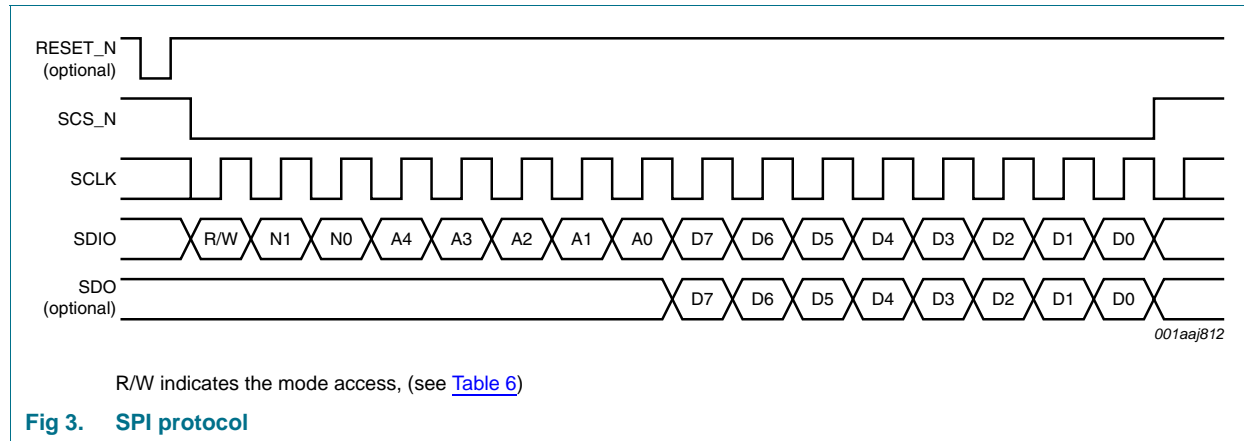 RESET_N
(optional)
SCS_N
SCLK
SDIO R/W N1 N0 A4 A3 A2 A1 A0 D7 D6 D5 D4 D3 D2 D1 D0
SDO
(optional) D7 D6 D5 D4 D3 D2 D1 D0
001aaj812
R/W indicates the mode access, (see Table 6)
Fig 3. SPI protocol